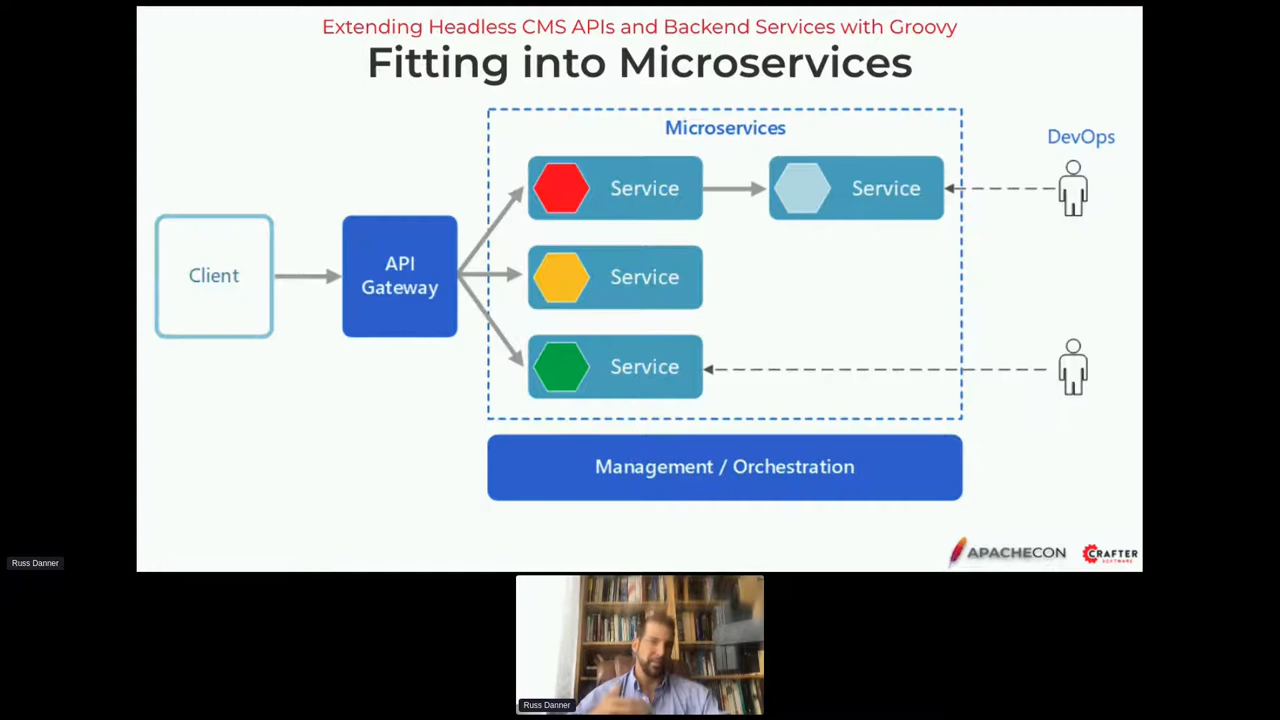 Extending Headless CMS APIs and Backend Services with Groovy
Fitting into Microservices
Microservices
DevOps
Service
Service
Client
API
Gateway
Service
Service
Management / Orchestration
APACHECON
CRAFTER
SOFTWARE
Russ Danner
Russ Danner